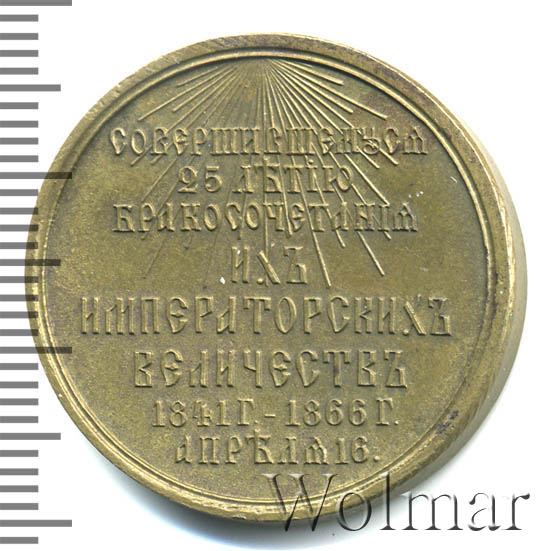 СОВЕРШИВШЕМУСЯ
25 ЛѢТІЮ
БРАКОСОЧЕТАНІЯ
ИХЪ
ИМПЕРАТОРСКИХЪ
ВЕЛИЧЕСТВЪ
1841 Г. - 1866 Г.
АПРѢЛЯ 16.
Wolmar